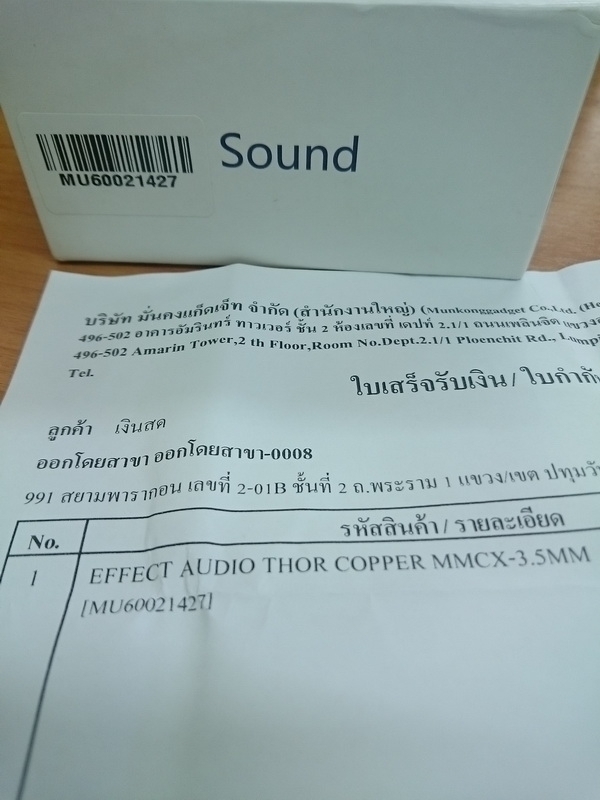 Sound
MU60021427
บริษัท มั่นคงแก็ดเจ็ท จำกัด (สำนักงานใหญ่) (Munkonggadget Co.,Ltd.
496-502 อาคารอัมรินทร์ ทาวเวอร์ ชั้น 2 ห้องเลขที่ เดปท์ 2.1/1 ถนนเพลินจิต
496-502 Amarin Tower,2 th Floor,Room No.Dept.2.1/1 Ploenchit Rd.,
Tel.
ใบเสร็จรับเงิน / ใบกำกับ
ลูกค้า เงินสด
ออกโดยสาขา ออกโดยสาขา-0008
991 สยามพารากอน เลขที่ 2-01B ชั้นที่ 2 ถ.พระราม 1 แขวง/เขต
No. รหัสสินค้า / รายละเอียด
1 EFFECT AUDIO THOR COPPER MMCX-3.5MM
[MU60021427]